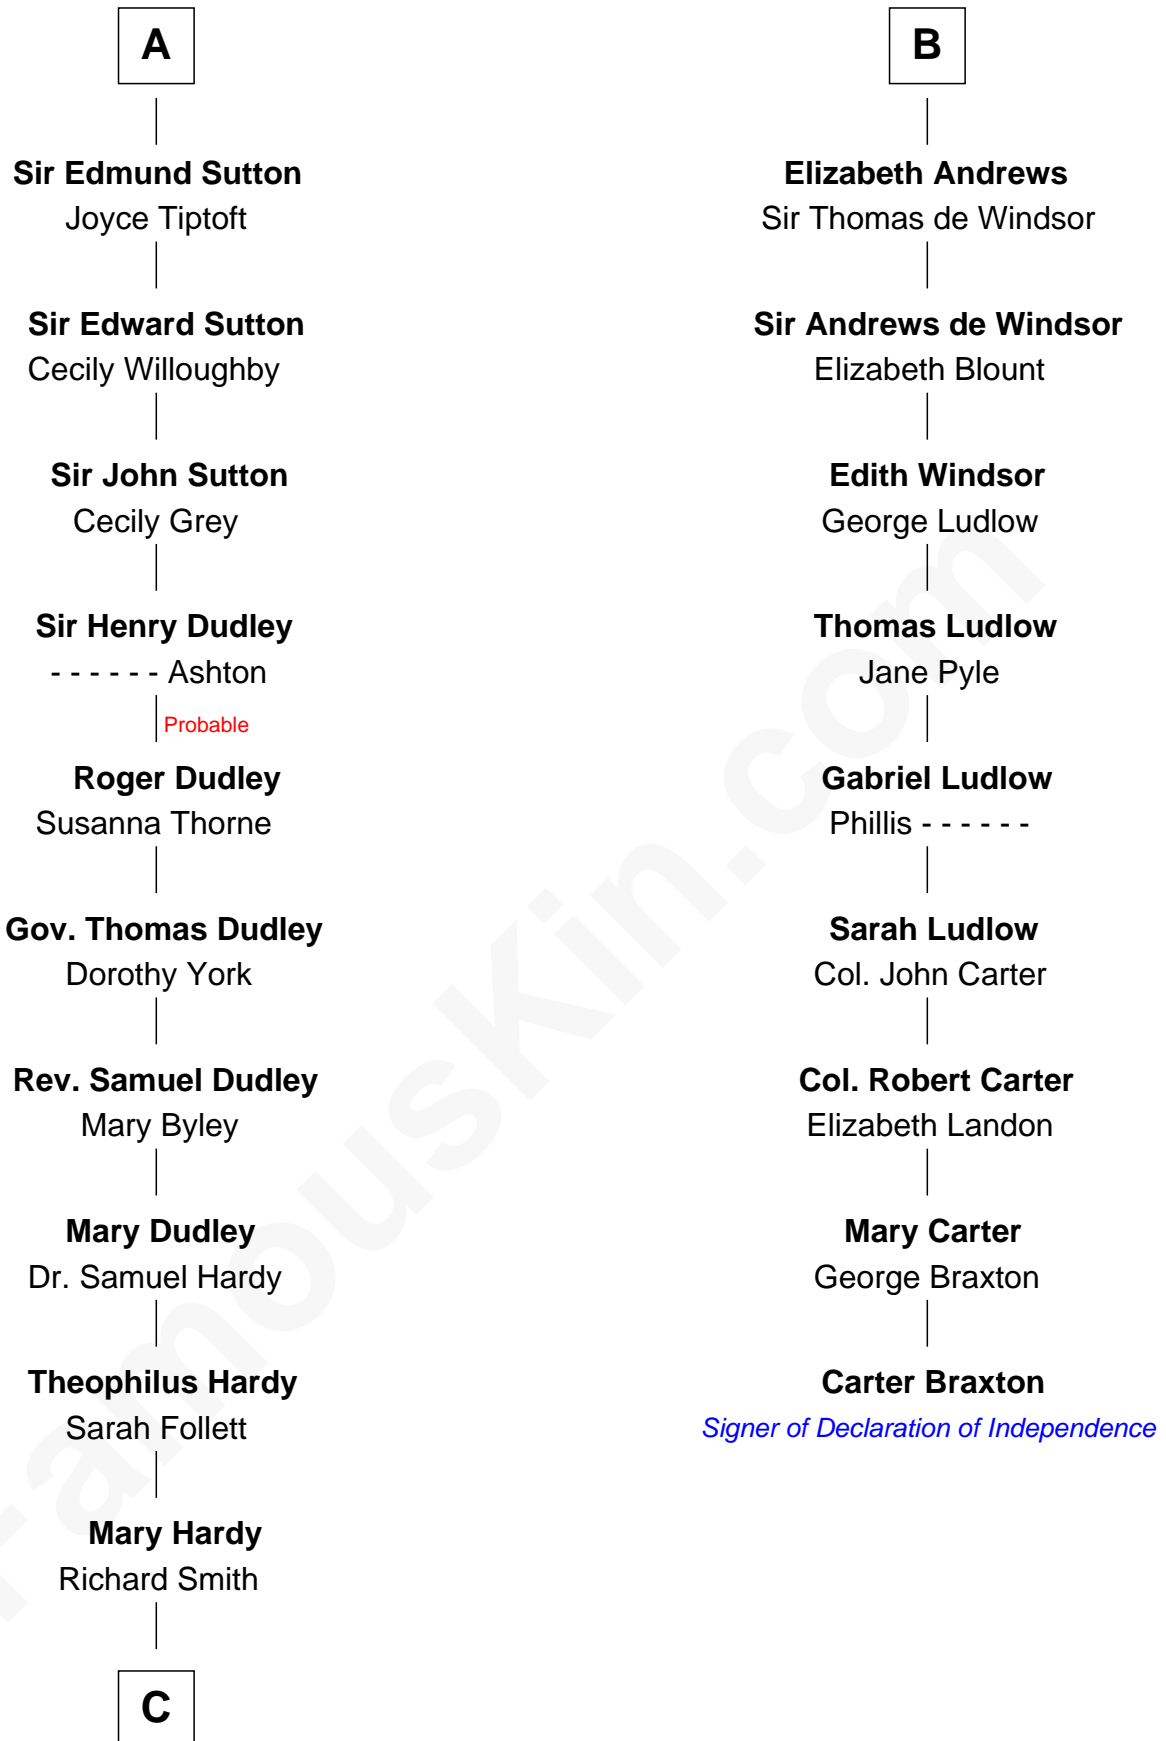 A
Sir Edmund Sutton
Joyce Tiptoft
Sir Edward Sutton
Cecily Willoughby
Sir John Sutton
Cecily Grey
Sir Henry Dudley
- - - - - - Ashton
Probable
Roger Dudley
Susanna Thorne
Gov. Thomas Dudley
Dorothy York
Rev. Samuel Dudley
Mary Byley
Mary Dudley
Dr. Samuel Hardy
Theophilus Hardy
Sarah Follett
Mary Hardy
Richard Smith
C
B
Elizabeth Andrews
Sir Thomas de Windsor
Sir Andrews de Windsor
Elizabeth Blount
Edith Windsor
George Ludlow
Thomas Ludlow
Jane Pyle
Gabriel Ludlow
Phillis - - - - - -
Sarah Ludlow
Col. John Carter
Col. Robert Carter
Elizabeth Landon
Mary Carter
George Braxton
Carter Braxton
Signer of Declaration of Independence
FamousKin.com